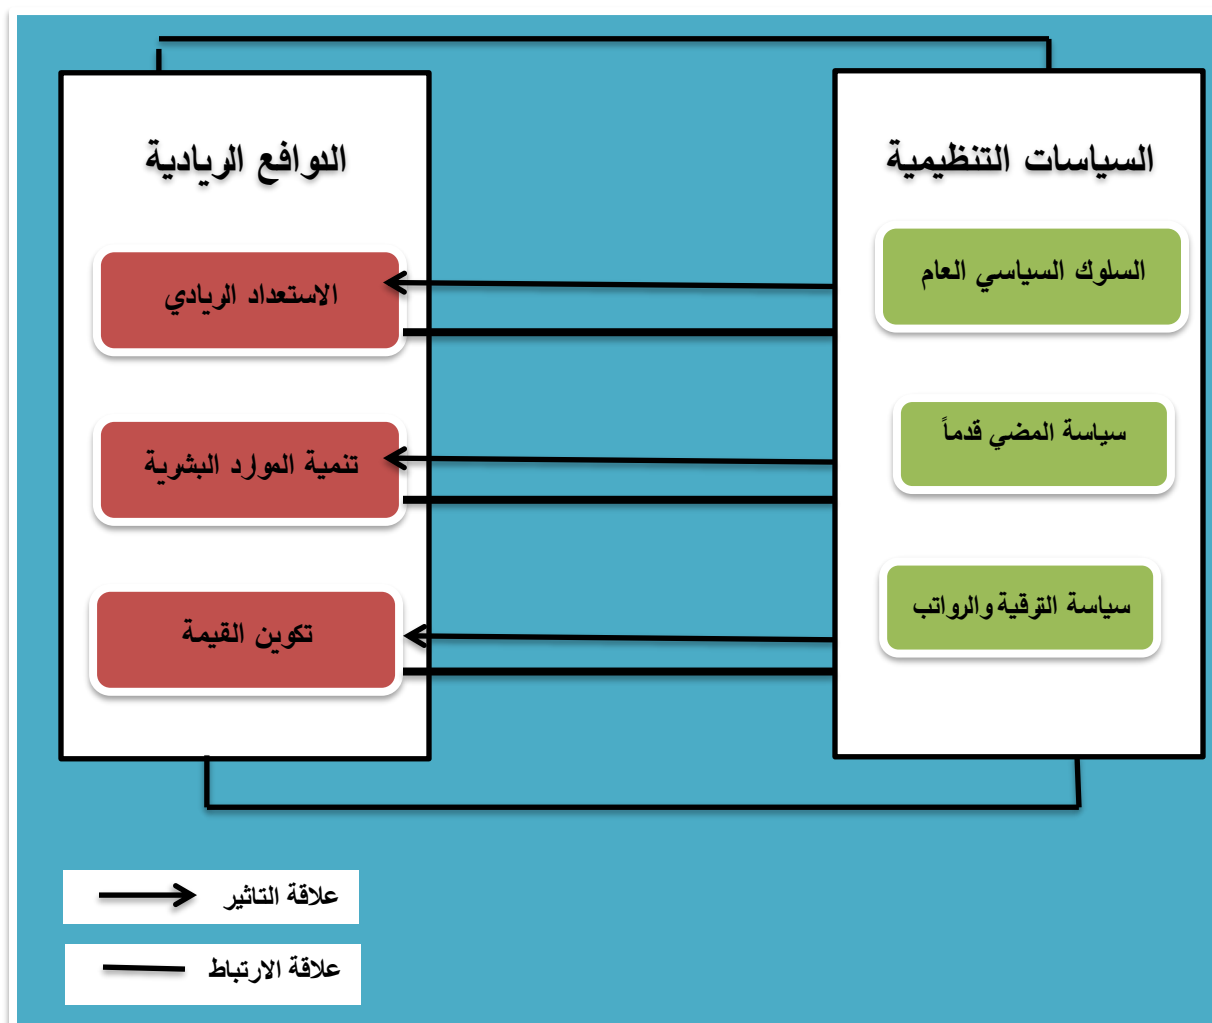 السياسات التنظيمية
السلوك السياسي العام
سياسة المضي قدماً
سياسة الترقية والرواتب
الدوافع الريادية
الاستعداد الريادي
تنمية الموارد البشرية
تكوين القيمة
علاقة التاثير
علاقة الارتباط